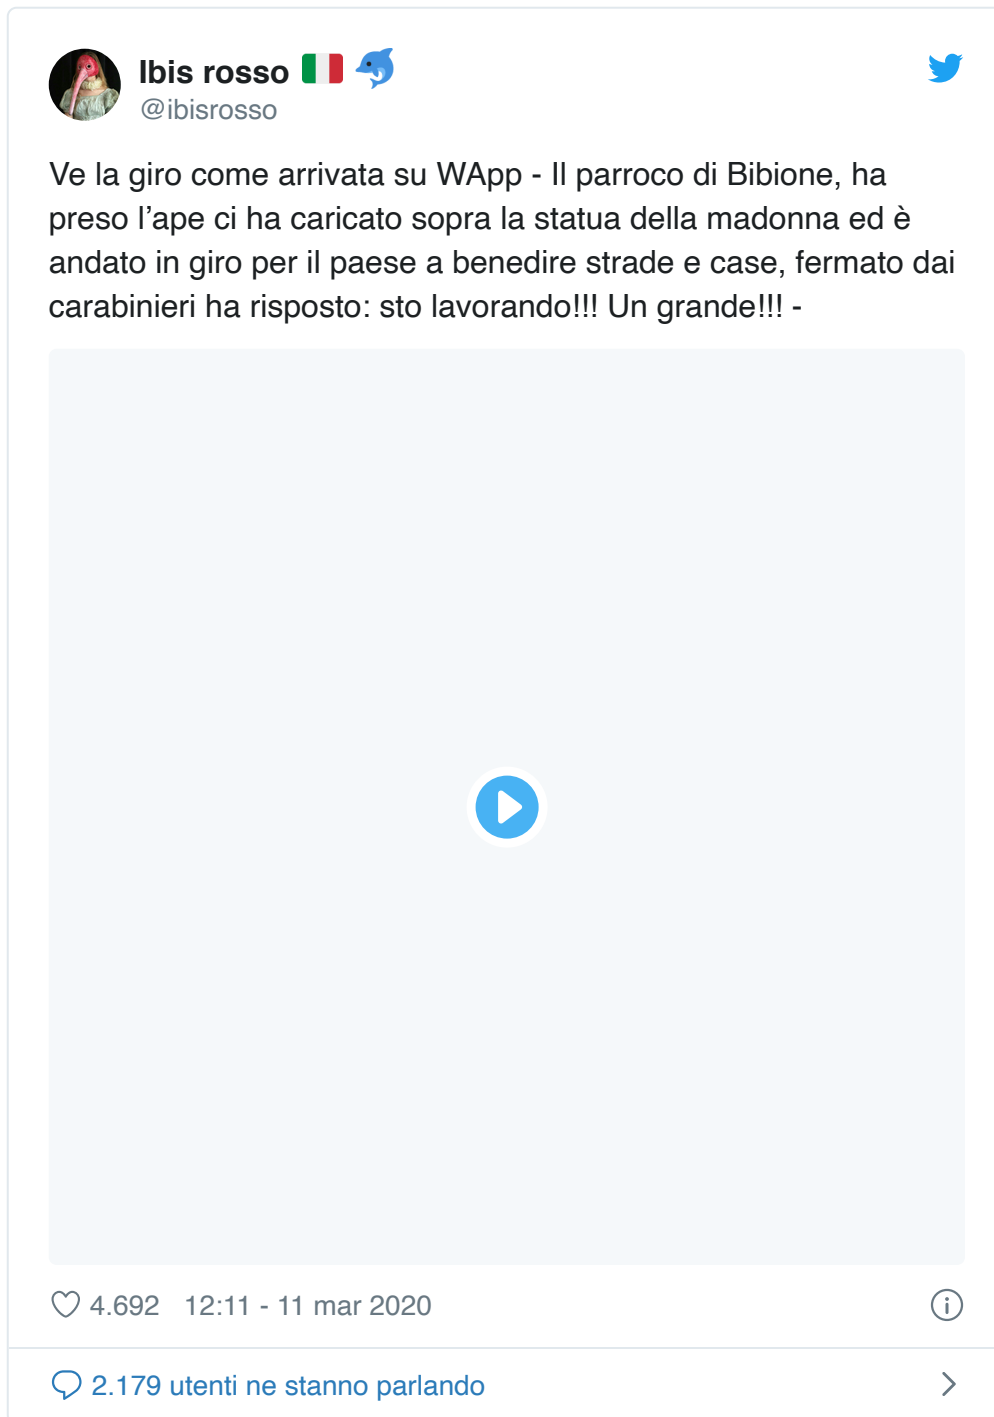 Ibis rosso 🇮🇹 🐬
@ibisrosso
Ve la giro come arrivata su WApp - Il parroco di Bibione, ha
preso l’ape ci ha caricato sopra la statua della madonna ed è
andato in giro per il paese a benedire strade e case, fermato dai
carabinieri ha risposto: sto lavorando!!! Un grande!!! -
4.692 12:11 - 11 mar 2020
2.179 utenti ne stanno parlando